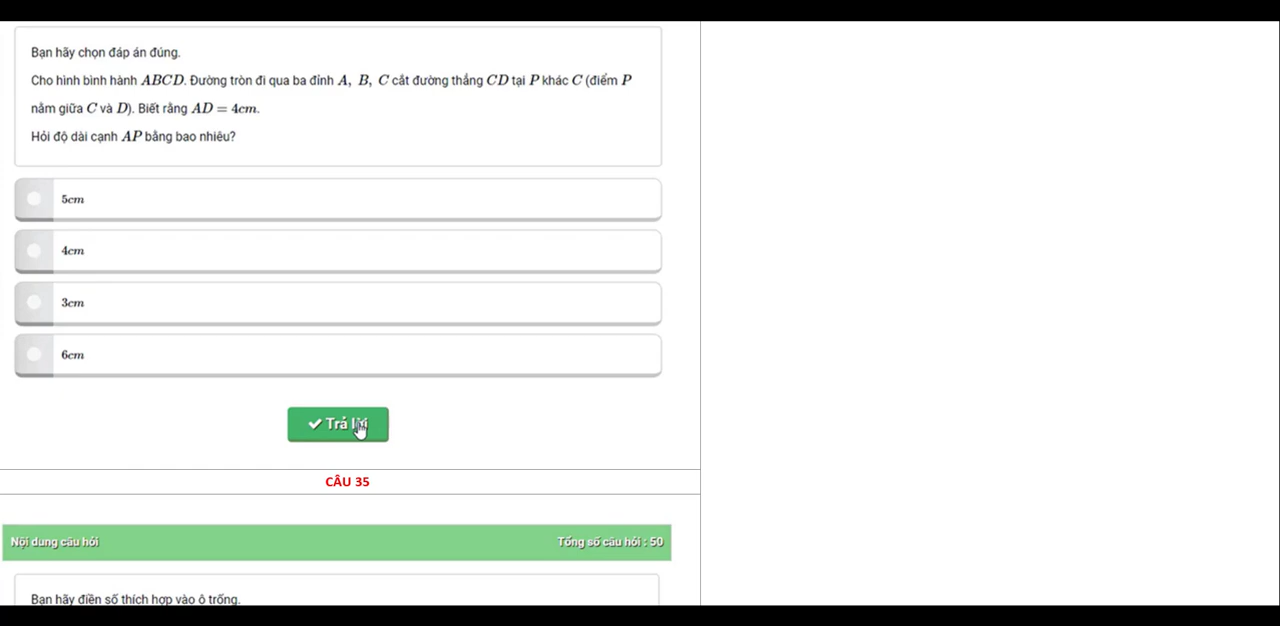 Bạn hãy chọn đáp án đúng.
Cho hình bình hành ABCD. Đường tròn đi qua ba đỉnh A, B, C cắt đường thẳng CD tại P khác C (điểm P
nằm giữa C và D). Biết rằng AD = 4cm.
Hỏi độ dài cạnh AP bằng bao nhiêu?
5cm
4cm
3cm
6cm
Trả lời
CÂU 35
Nội dung câu hỏi Tổng số câu hỏi : 50
Bạn hãy điền số thích hợp vào ô trống.